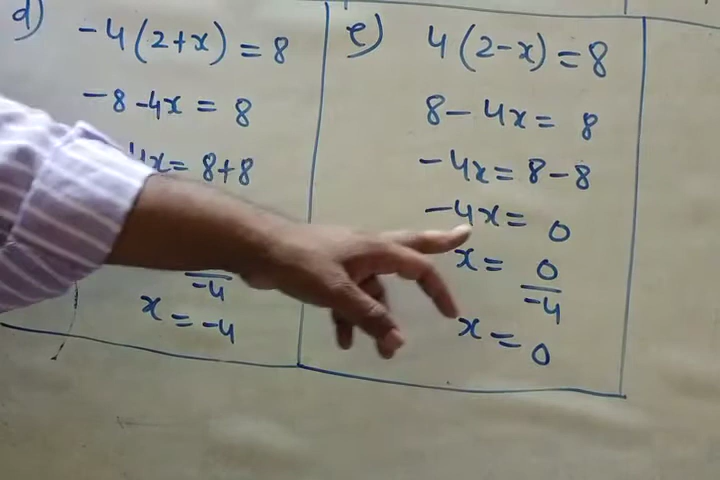 d) -4(2+x) = 8
-8-4x = 8
4x = 8+8
-4
x = -4
e) 4(2-x) = 8
8-4x = 8
-4x = 8-8
-4x = 0
x = 0/-4
x = 0